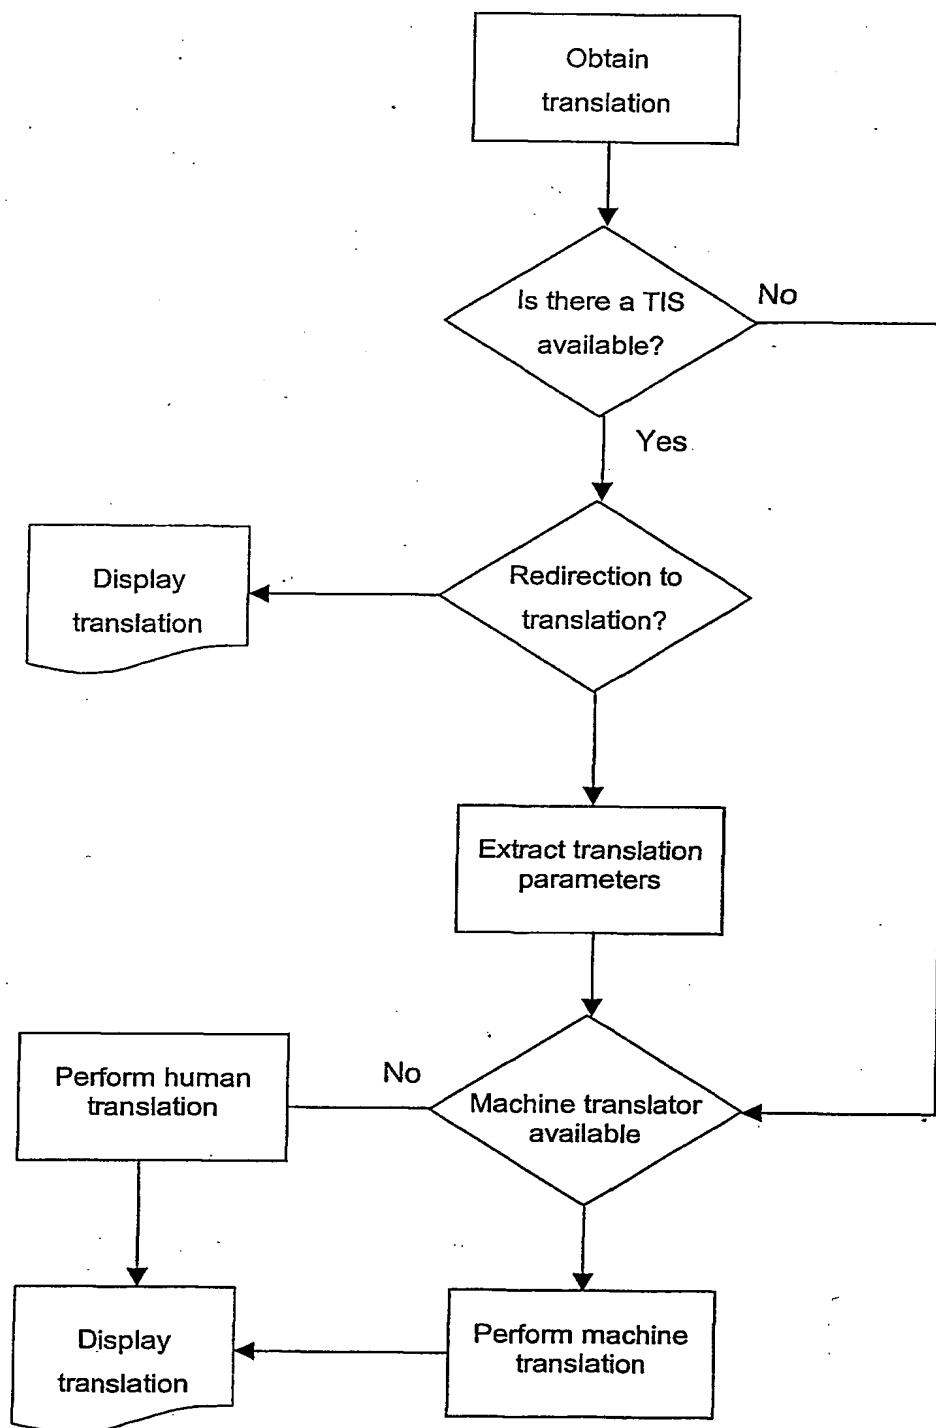 Obtain
translation
Is there a TIS
available?
No
Yes
Redirection to
translation?
Display
translation
Extract translation
parameters
Machine translator
available
No
Perform human
translation
Perform machine
translation
Display
translation